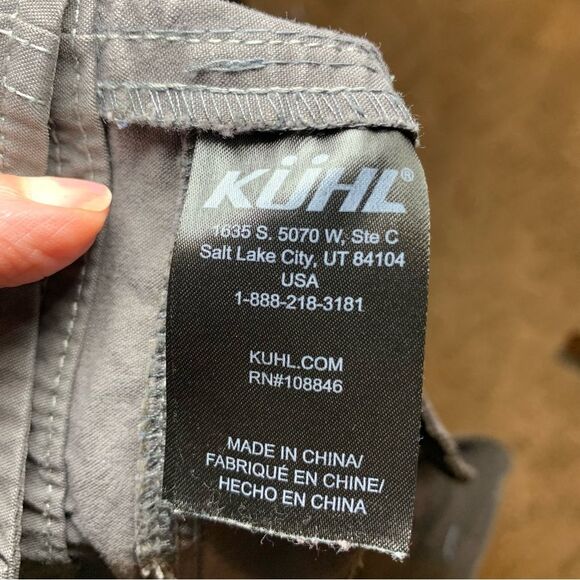 KÜHL®
1635 S. 5070 W, Ste C
Salt Lake City, UT 84104
USA
1-888-218-3181
KUHL.COM
RN#108846
MADE IN CHINA/
FABRIQUÉ EN CHINE/
HECHO EN CHINA